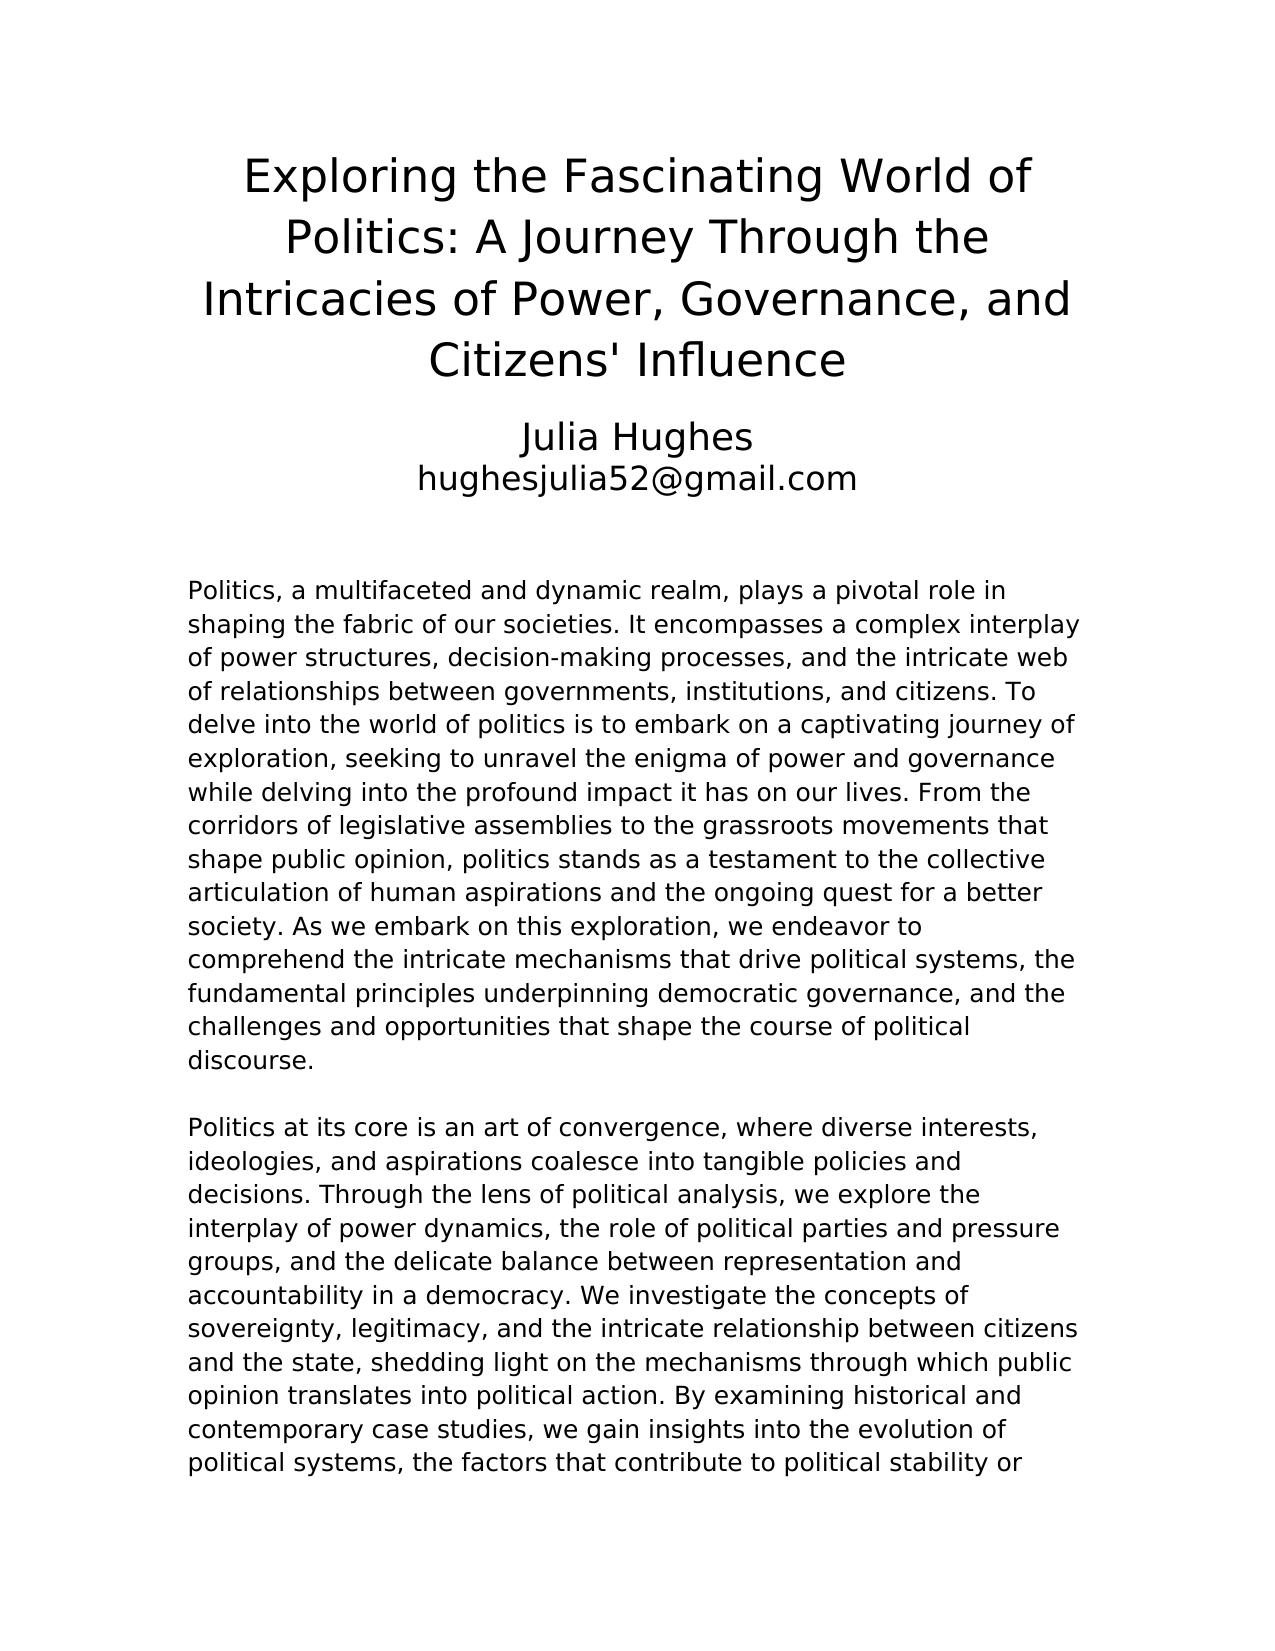 Exploring the Fascinating World of
Politics: A Journey Through the
Intricacies of Power, Governance, and
Citizens' Influence
Julia Hughes
hughesjulia52@gmail.com
Politics, a multifaceted and dynamic realm, plays a pivotal role in
shaping the fabric of our societies. It encompasses a complex interplay
of power structures, decision-making processes, and the intricate web
of relationships between governments, institutions, and citizens. To
delve into the world of politics is to embark on a captivating journey of
exploration, seeking to unravel the enigma of power and governance
while delving into the profound impact it has on our lives. From the
corridors of legislative assemblies to the grassroots movements that
shape public opinion, politics stands as a testament to the collective
articulation of human aspirations and the ongoing quest for a better
society. As we embark on this exploration, we endeavor to
comprehend the intricate mechanisms that drive political systems, the
fundamental principles underpinning democratic governance, and the
challenges and opportunities that shape the course of political
discourse.
Politics at its core is an art of convergence, where diverse interests,
ideologies, and aspirations coalesce into tangible policies and
decisions. Through the lens of political analysis, we explore the
interplay of power dynamics, the role of political parties and pressure
groups, and the delicate balance between representation and
accountability in a democracy. We investigate the concepts of
sovereignty, legitimacy, and the intricate relationship between citizens
and the state, shedding light on the mechanisms through which public
opinion translates into political action. By examining historical and
contemporary case studies, we gain insights into the evolution of
political systems, the factors that contribute to political stability or